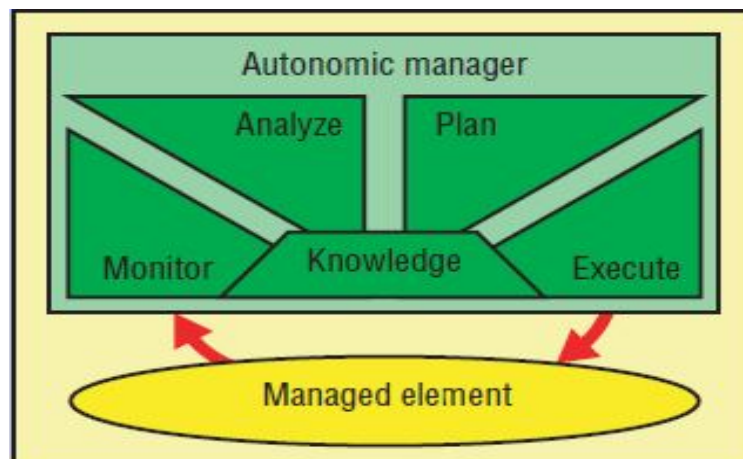 Autonomic manager
Analyze
Plan
Monitor
Knowledge
Execute
Managed element